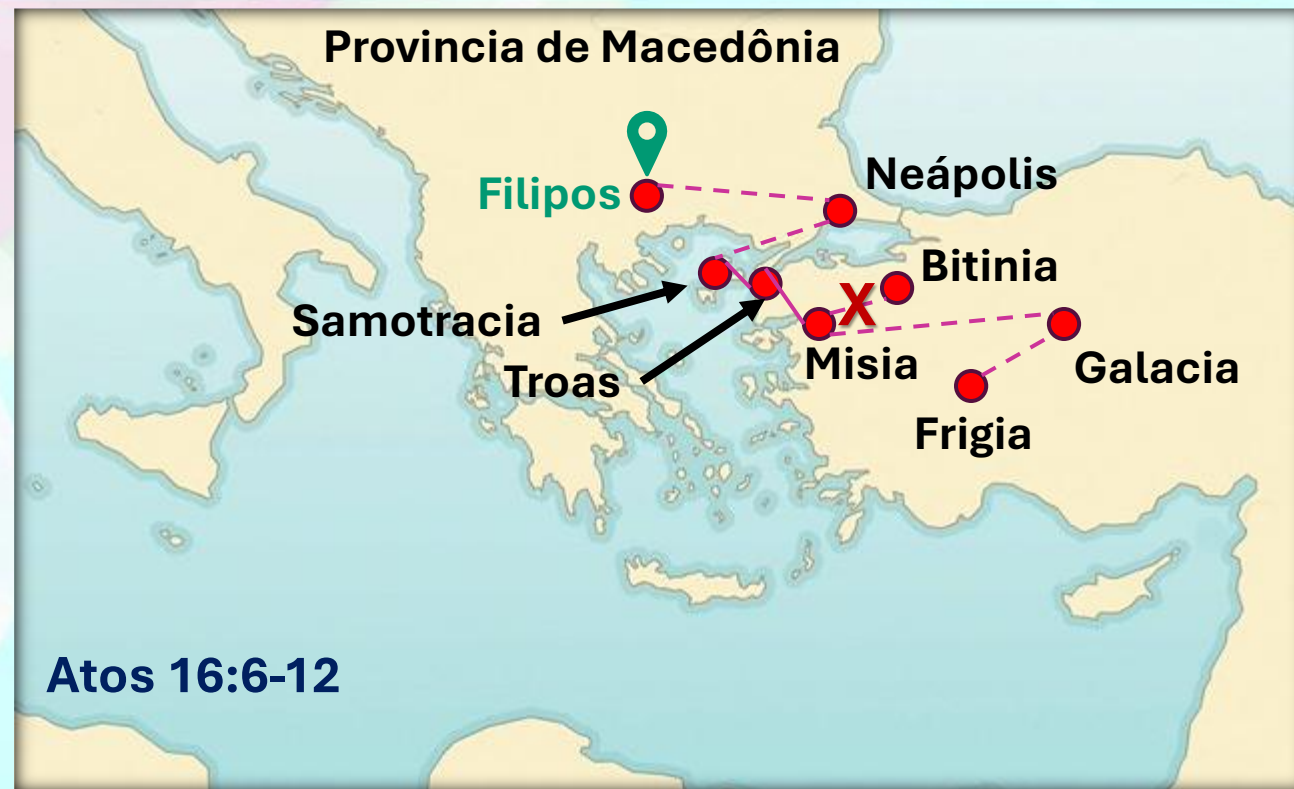 Provincia de Macedônia
Neápolis
Filipos
Bitinia
X
Samotracia
Misia
Galacia
Troas
Frigia
Atos 16:6-12